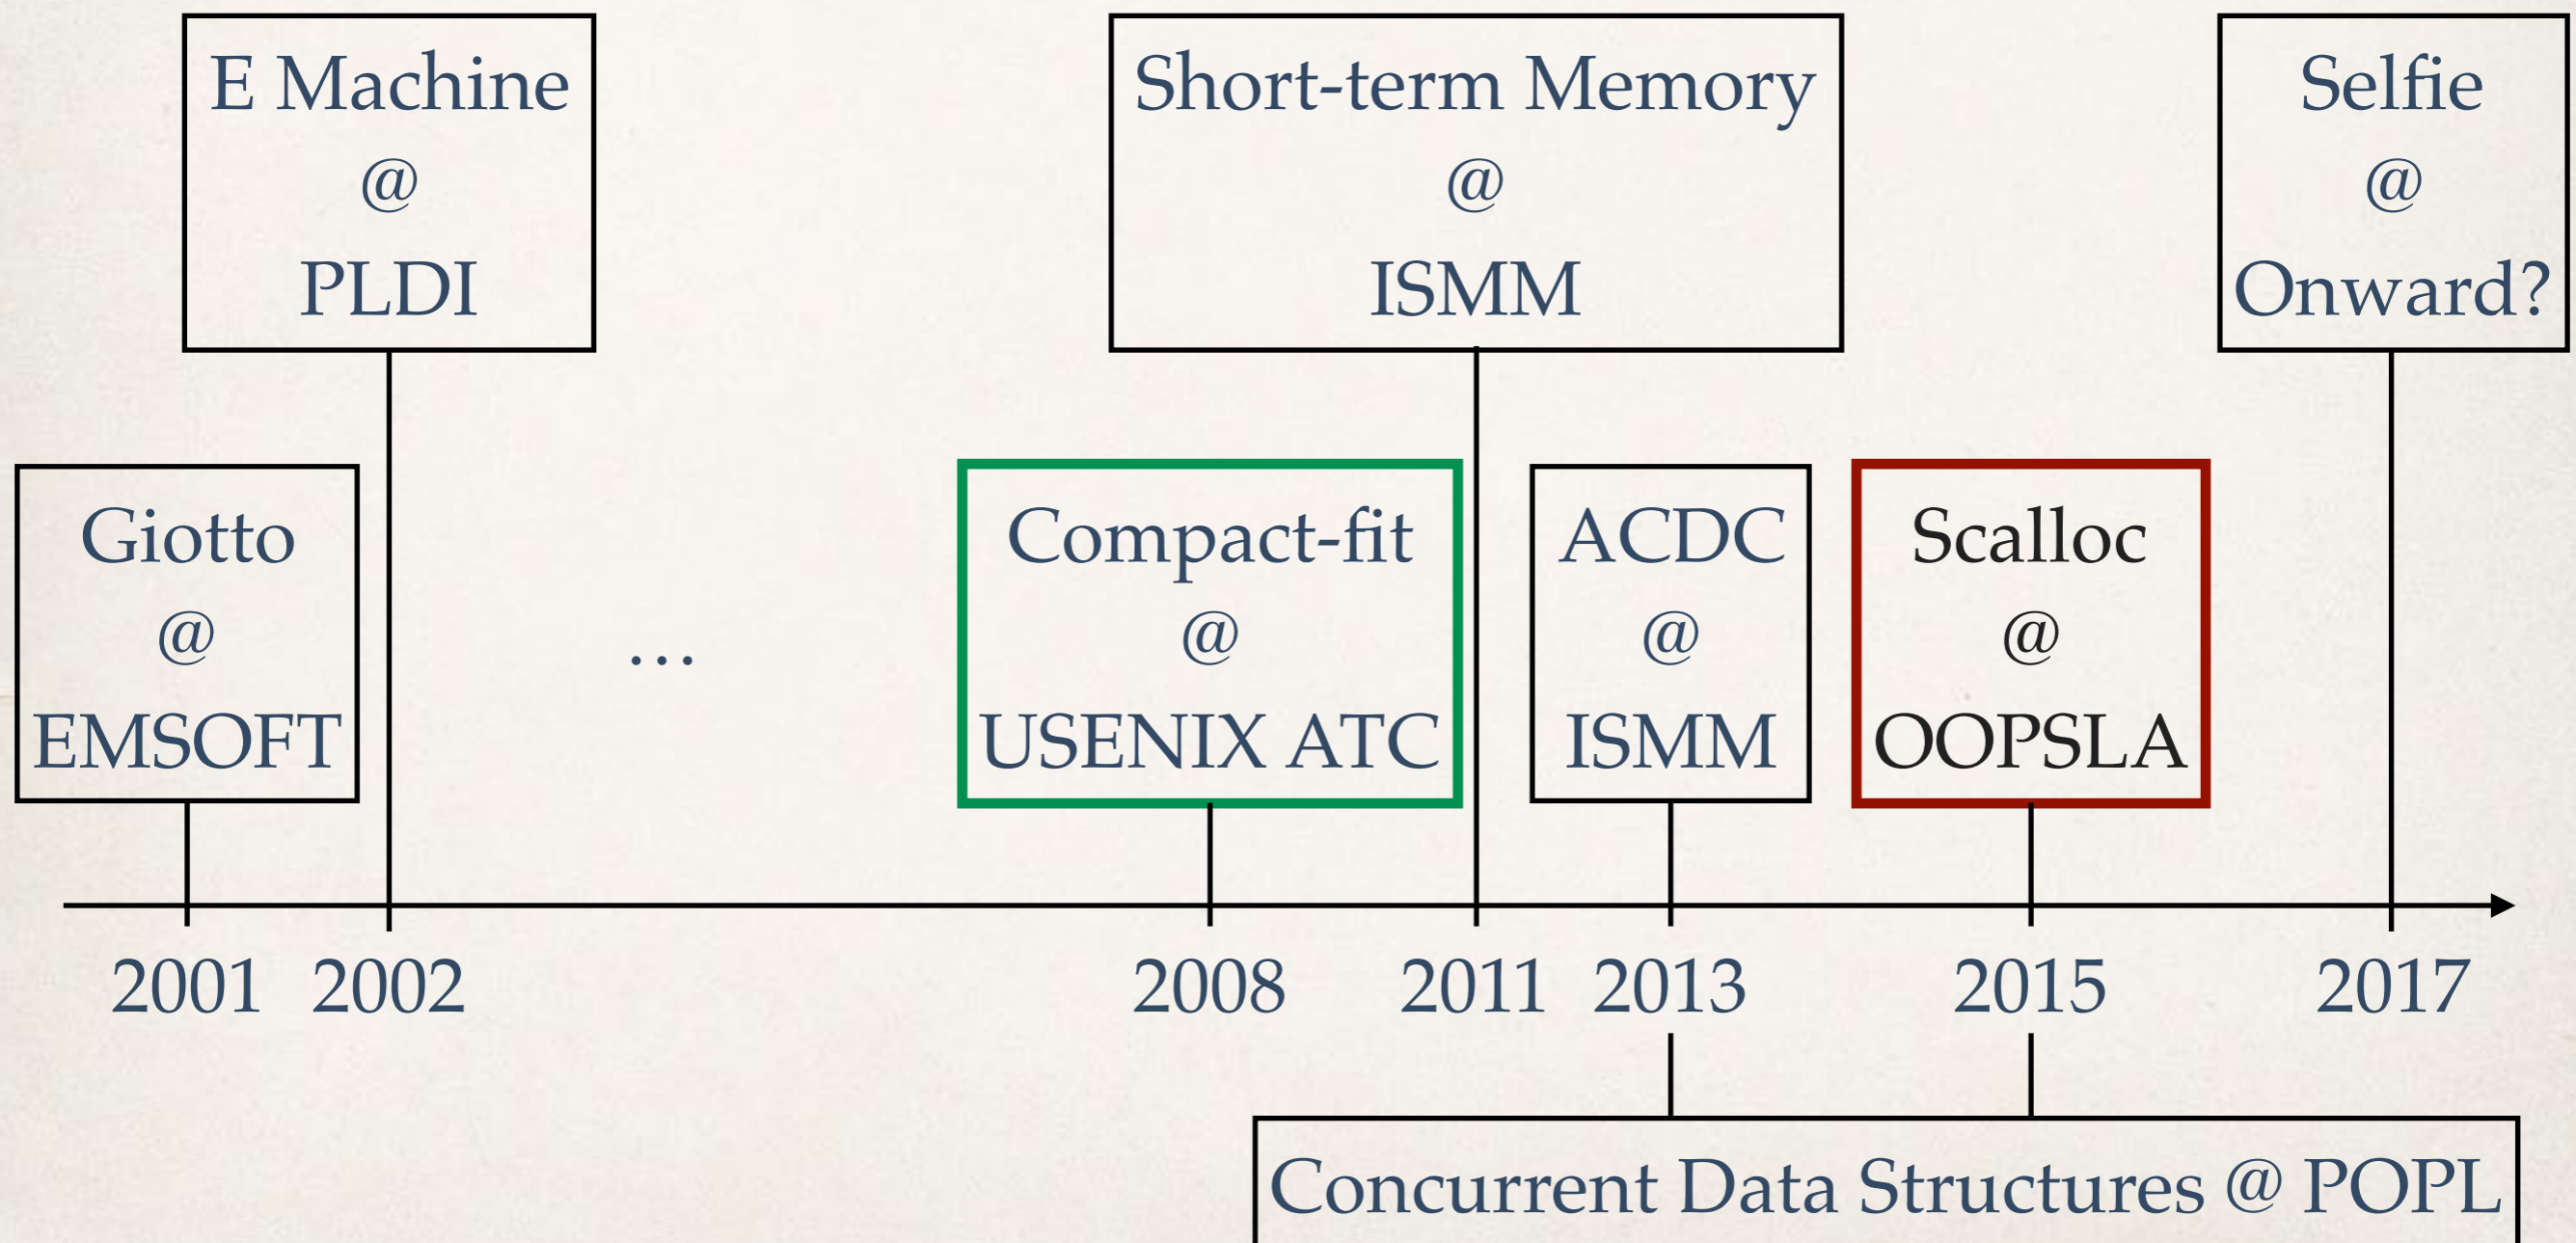 E Machine
@
PLDI
Short-term Memory
@
ISMM
Selfie
@
Onward?
Giotto
@
EMSOFT
…
Compact-fit
@
USENIX ATC
ACDC
@
ISMM
Scalloc
@
OOPSLA
2001 2002 2008 2011 2013 2015 2017
Concurrent Data Structures @ POPL